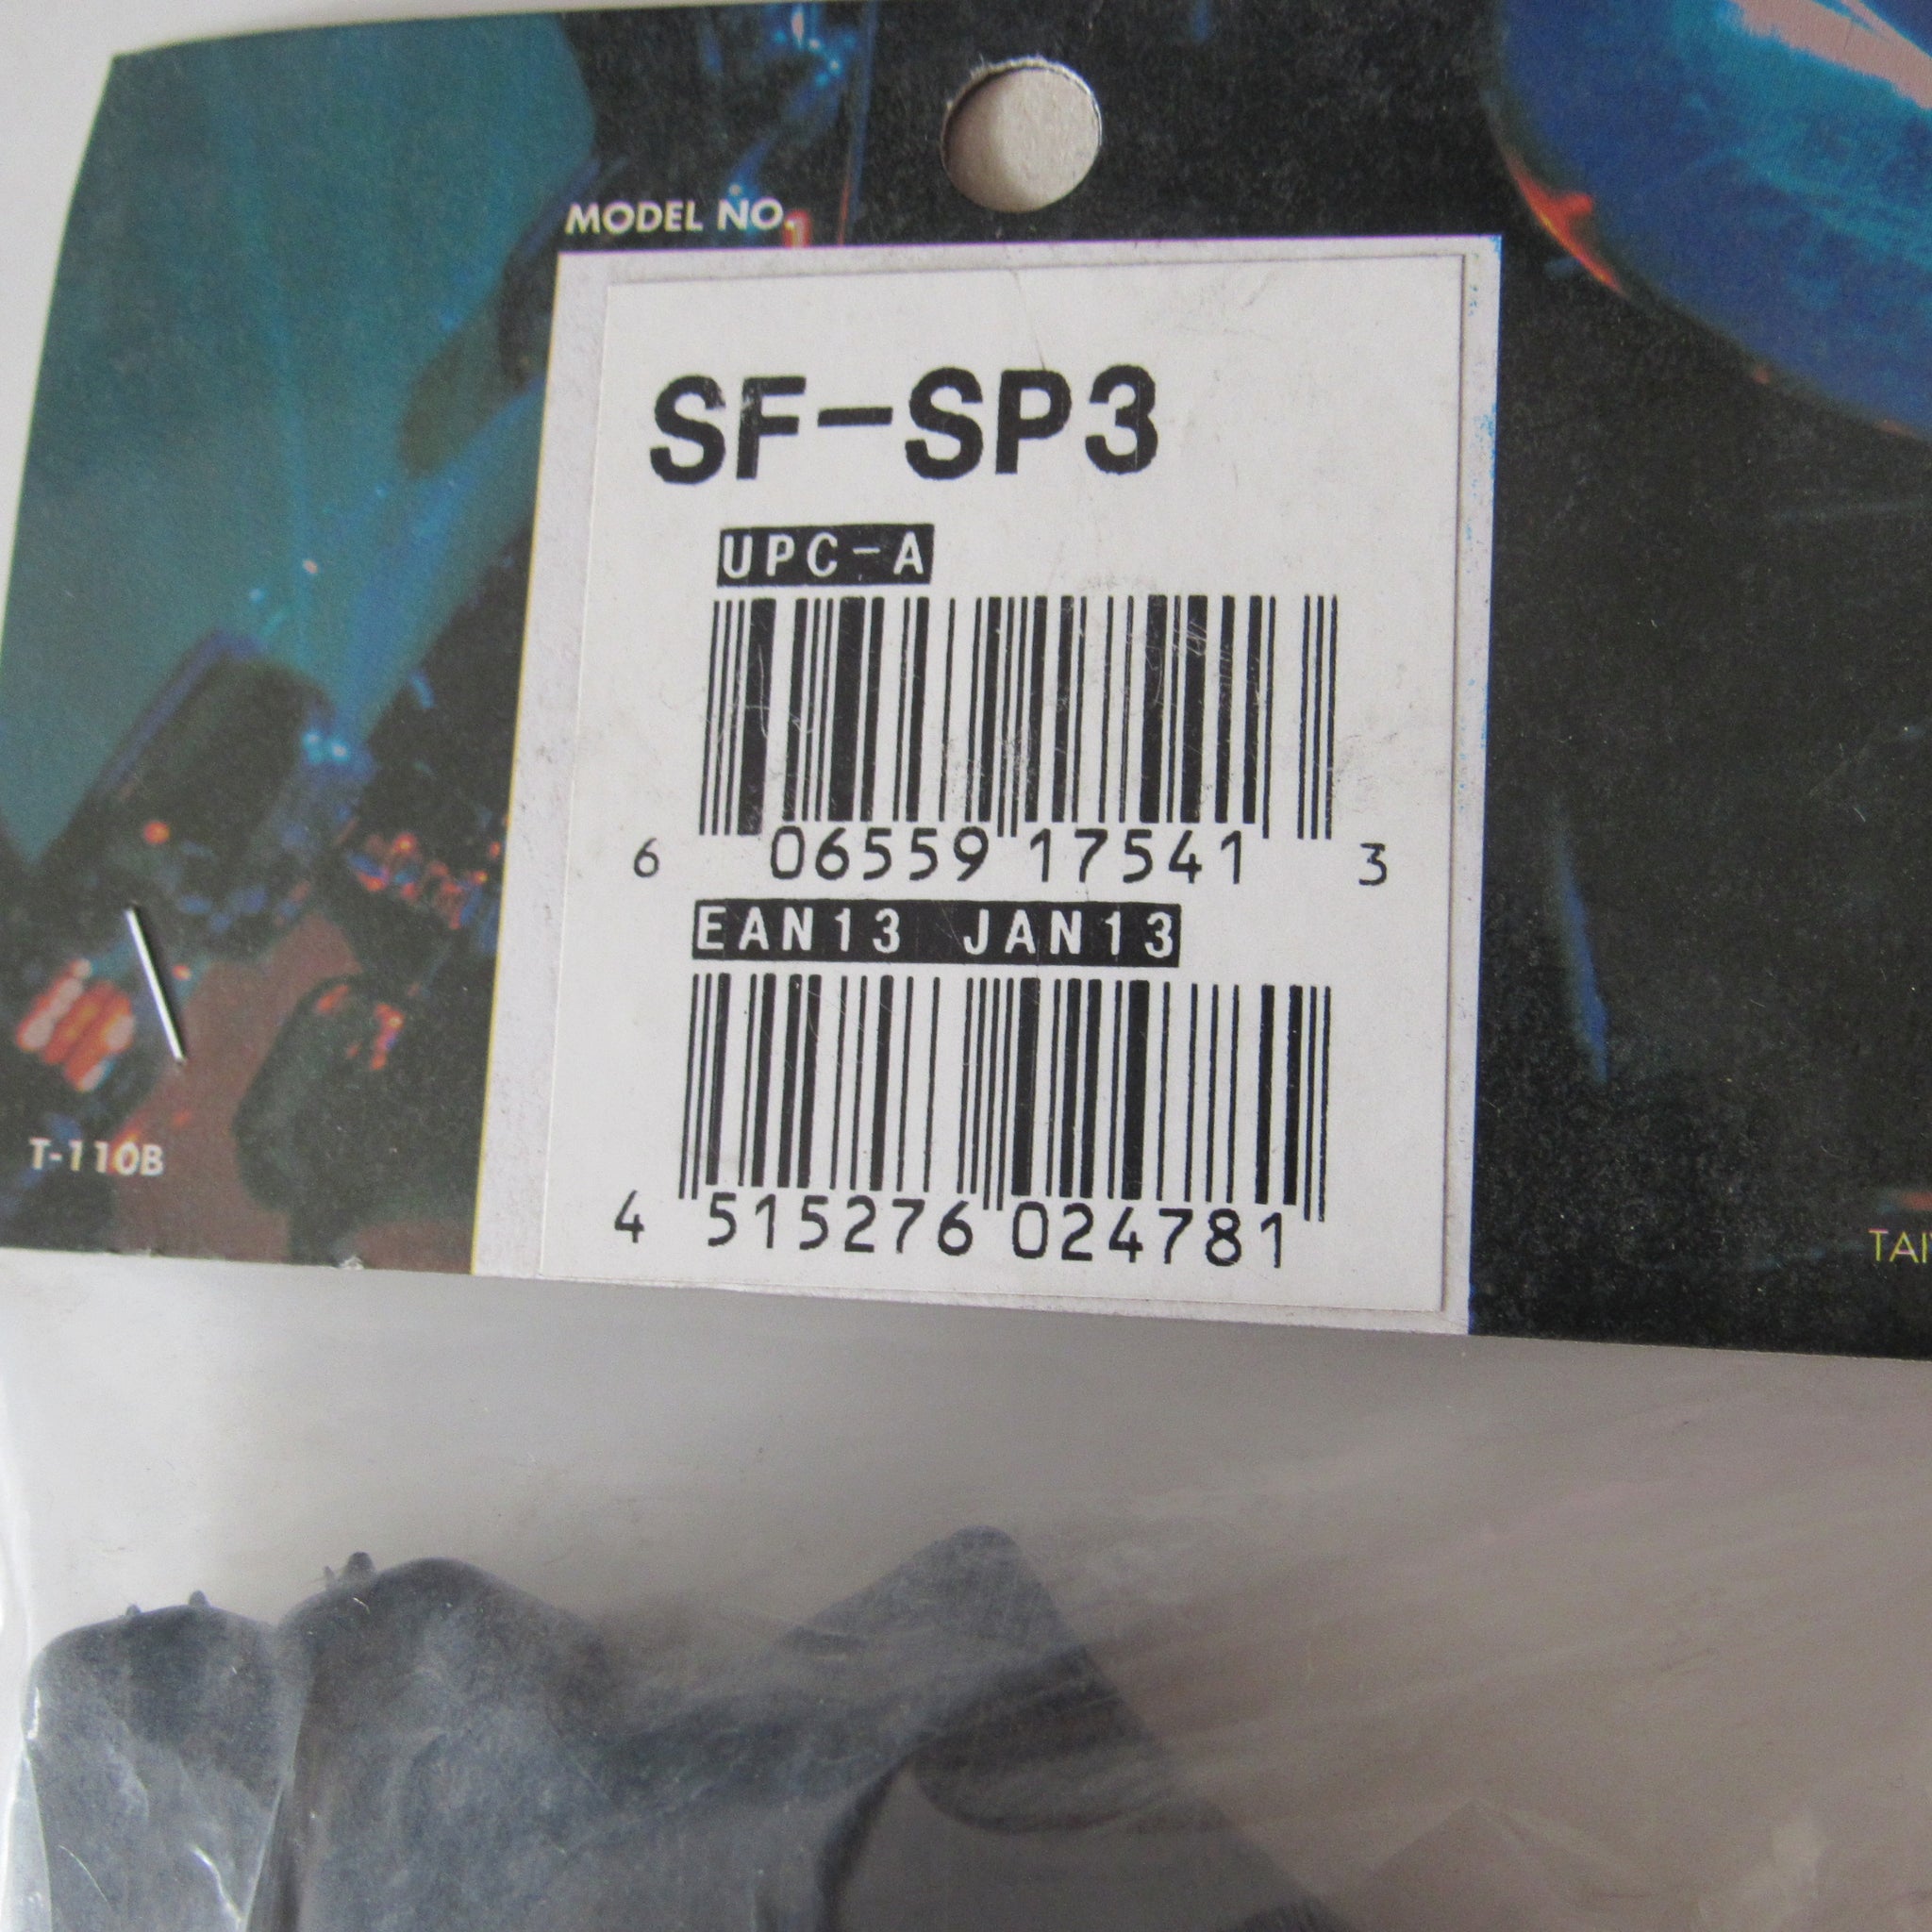 MODEL NO.
SF-SP3
UPC-A
6 06559 17541 3
EAN13 JAN13
4 515276 024781
T-110B